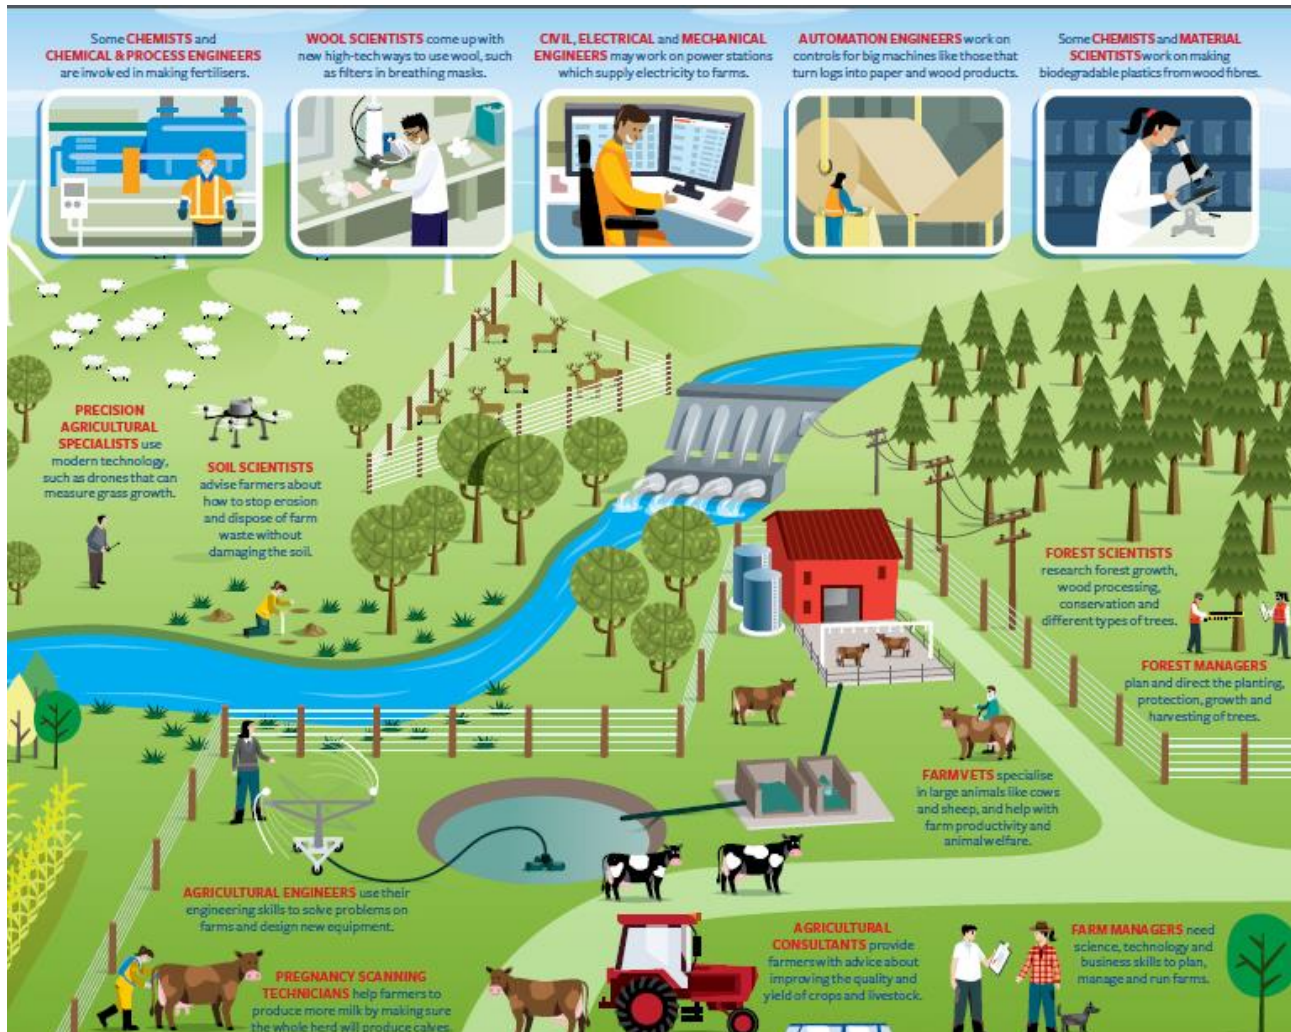 Some CHEMISTS and
CHEMICAL & PROCESS ENGINEERS
are involved in making fertilisers.
WOOL SCIENTISTS come up with
new high-tech ways to use wool, such
as filters in breathing masks.
CIVIL, ELECTRICAL and MECHANICAL
ENGINEERS may work on power stations
which supply electricity to farms.
AUTOMATION ENGINEERS work on
controls for big machines like those that
turn logs into paper and wood products.
Some CHEMISTS and MATERIAL
SCIENTISTS work on making
biodegradable plastics from wood fibres.
PRECISION
AGRICULTURAL
SPECIALISTS use
modern technology,
such as drones that can
measure grass growth.
SOIL SCIENTISTS
advise farmers about
how to stop erosion
and dispose of farm
waste without
damaging the soil.
FOREST SCIENTISTS
research forest growth,
wood processing,
conservation and
different types of trees.
FOREST MANAGERS
plan and direct the planting,
protection, growth and
harvesting of trees.
FARM VETS specialise
in large animals like cows
and sheep, and help with
farm productivity and
animal welfare.
AGRICULTURAL ENGINEERS use their
engineering skills to solve problems on
farms and design new equipment.
PREGNANCY SCANNING
TECHNICIANS help farmers to
produce more milk by making sure
the whole herd will produce calves.
AGRICULTURAL
CONSULTANTS provide
farmers with advice about
improving the quality and
yield of crops and livestock.
FARM MANAGERS need
science, technology and
business skills to plan,
manage and run farms.